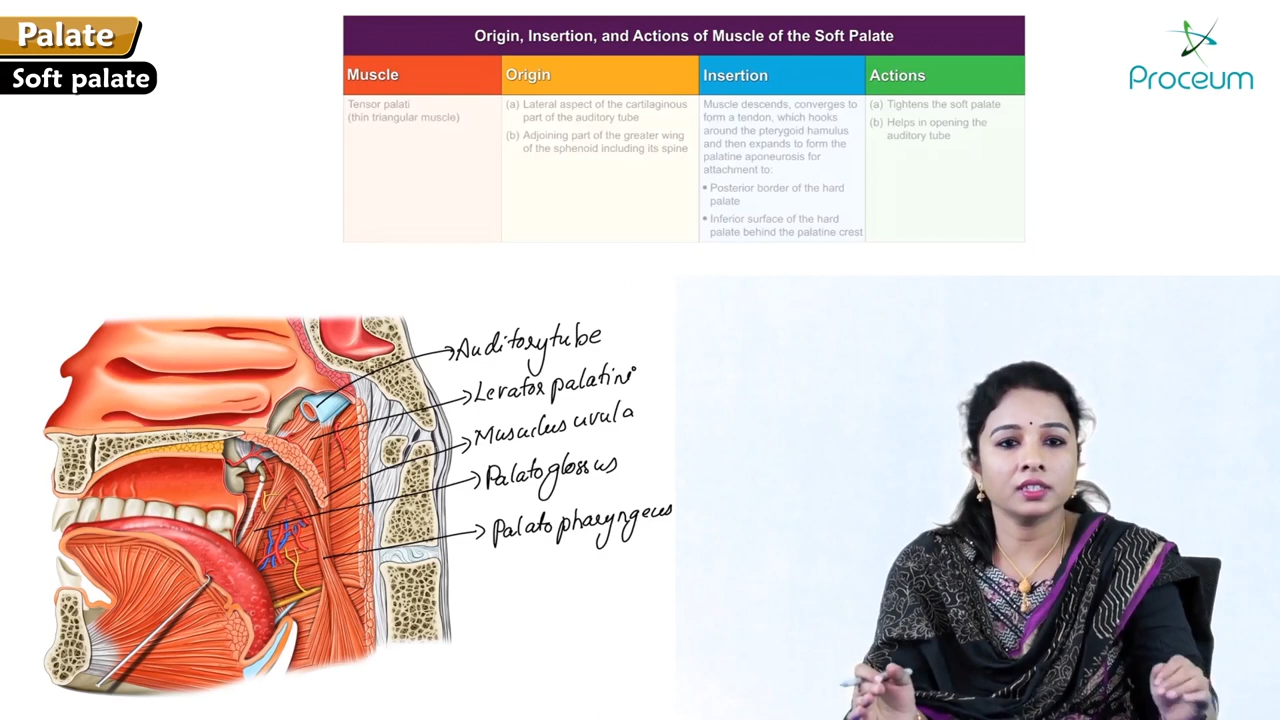 Palate
Soft palate
Origin, Insertion, and Actions of Muscle of the Soft Palate
Proceum
Muscle
Origin
Insertion
Actions
Tensor palati
(thin triangular muscle)
(a) Lateral aspect of the cartilaginous
part of the auditory tube
(b) Adjoining part of the greater wing
of the sphenoid including its spine
Muscle descends, converges to
form a tendon, which hooks
around the pterygoid hamulus
and then expands to form the
palatine aponeurosis for
attachment to:
• Posterior border of the hard
palate
• Inferior surface of the hard
palate behind the palatine crest
(a) Tightens the soft palate
(b) Helps in opening the
auditory tube
Auditorytube
Levator palatini
Musculus uvula
Palatoglossus
Palatopharyngeus